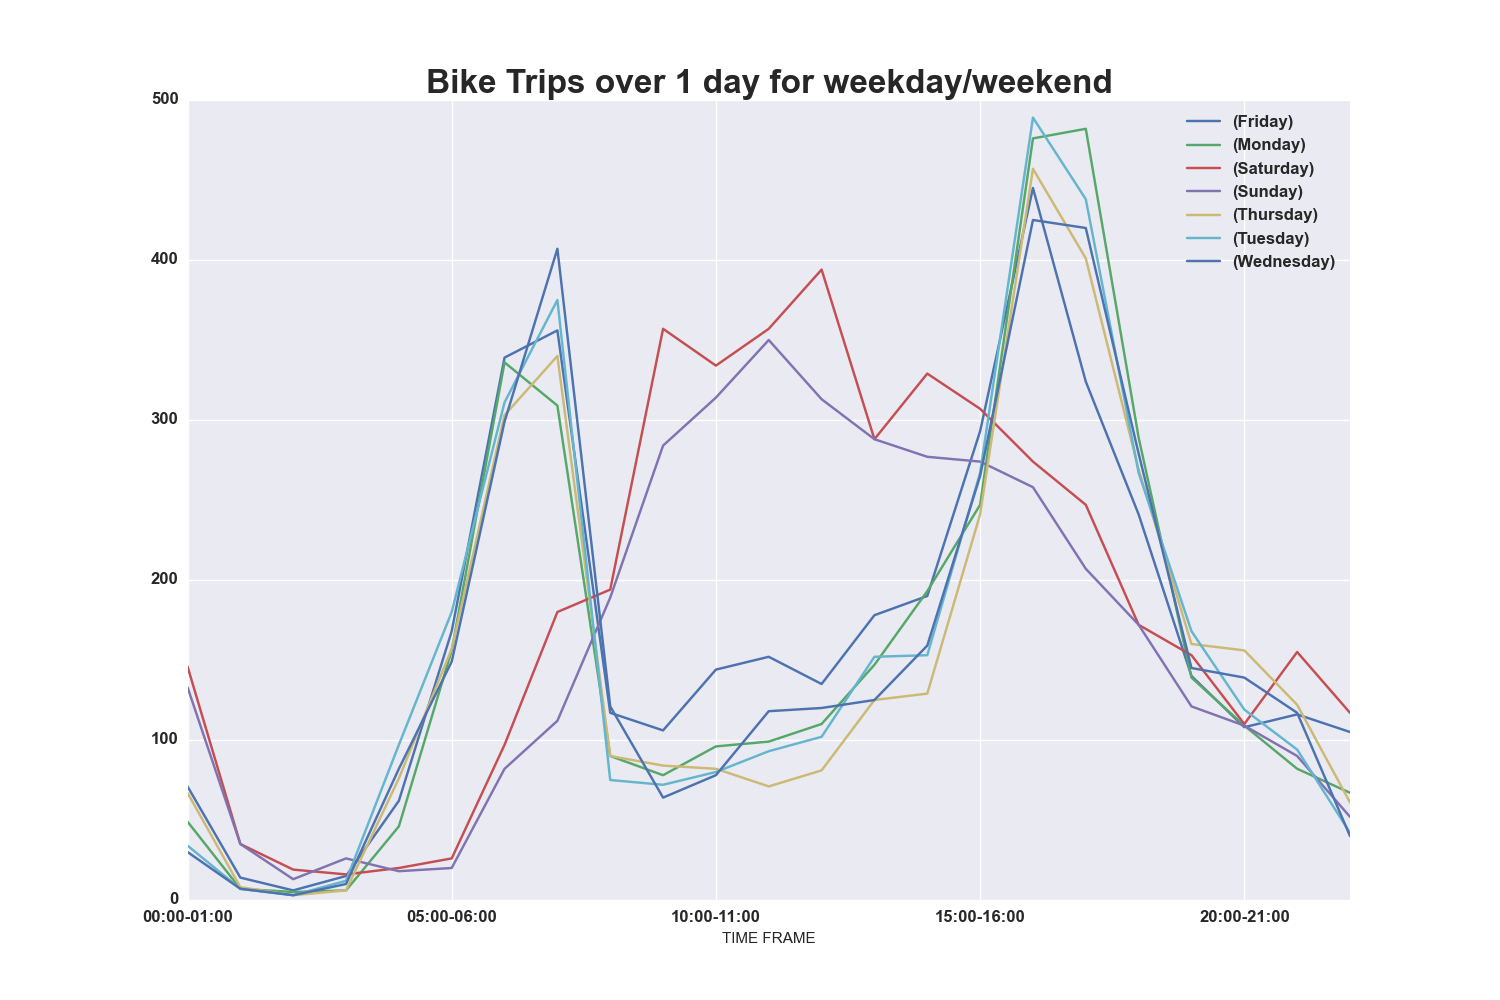 Bike Trips over 1 day for weekday/weekend
500
400
300
200
100
0
(Friday)
(Monday)
(Saturday)
(Sunday)
(Thursday)
(Tuesday)
(Wednesday)
00:00-01:00 05:00-06:00 10:00-11:00 15:00-16:00 20:00-21:00
TIME FRAME